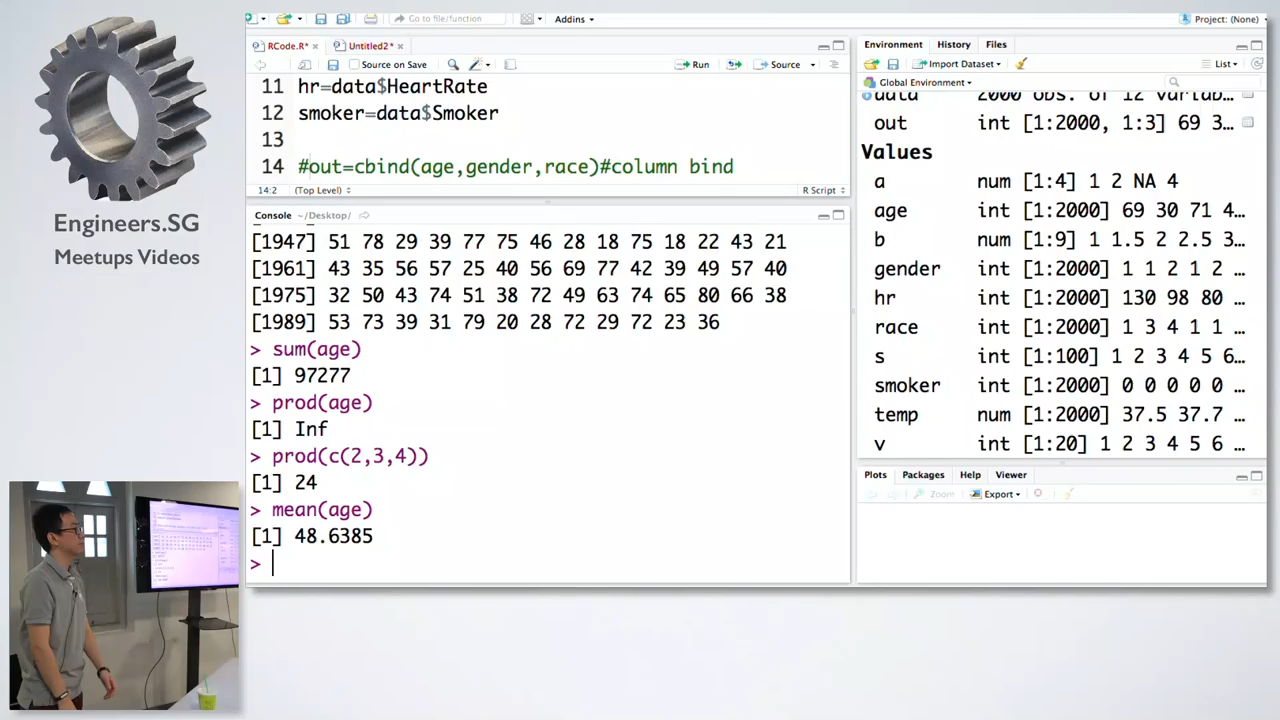 Go to file/function
Addins
Project: (None)
RCode.R* ×
Untitled2* ×
Source on Save
Run
Source
11 hr=data$HeartRate
12 smoker=data$Smoker
13
14 #out=cbind(age,gender,race)#column bind
14:2 (Top Level)
R Script
Console ~/Desktop/
[1947] 51 78 29 39 77 75 46 28 18 75 18 22 43 21
[1961] 43 35 56 57 25 40 56 69 77 42 39 49 57 40
[1975] 32 50 43 74 51 38 72 49 63 74 65 80 66 38
[1989] 53 73 39 31 79 20 28 72 29 72 23 36
> sum(age)
[1] 97277
> prod(age)
[1] Inf
> prod(c(2,3,4))
[1] 24
> mean(age)
[1] 48.6385
>
Environment History Files
Import Dataset
List
Global Environment
data 2000 obs. of 12 variab…
out int [1:2000, 1:3] 69 3…
Values
a num [1:4] 1 2 NA 4
age int [1:2000] 69 30 71 4…
b num [1:9] 1 1.5 2 2.5 3…
gender int [1:2000] 1 1 2 1 2 …
hr int [1:2000] 130 98 80 …
race int [1:2000] 1 3 4 1 1 …
s int [1:100] 1 2 3 4 5 6…
smoker int [1:2000] 0 0 0 0 0 …
temp num [1:2000] 37.5 37.7 …
v int [1:20] 1 2 3 4 5 6 …
Plots Packages Help Viewer
Zoom Export
Engineers.SG
Meetups Videos